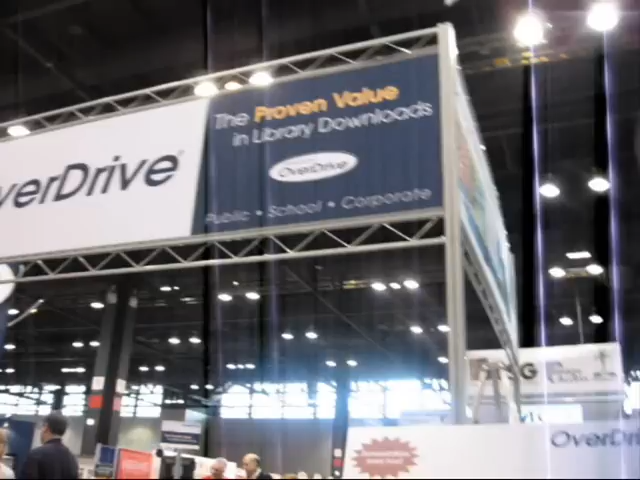 OverDrive®
The Proven Value
in Library Downloads
OverDrive
Public • School • Corporate
OverDri